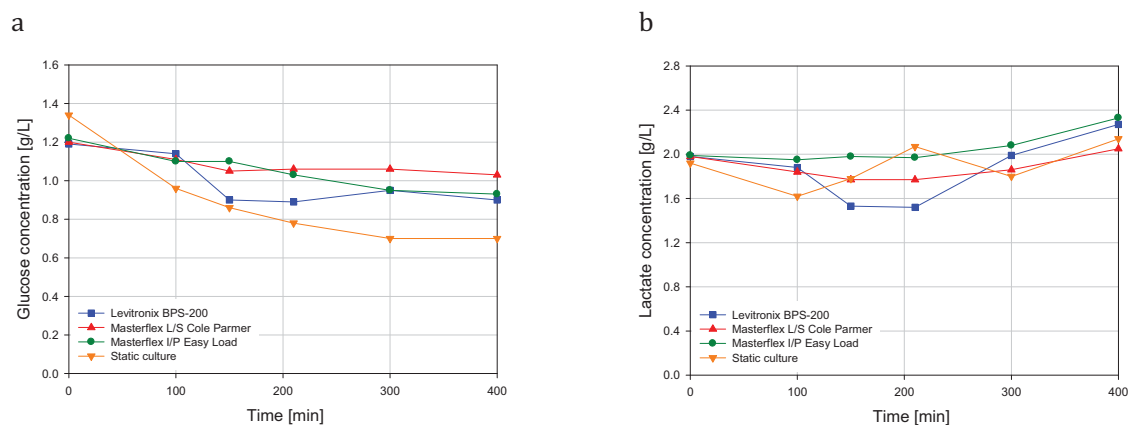 a
Glucose concentration [g/L]
1.6
1.4
1.2
1.0
0.8
0.6
0.4
0.2
0.0
Levitronix BPS-200
Masterflex L/S Cole Parmer
Masterflex I/P Easy Load
Static culture
0 100 200 300 400
Time [min]
b
Lactate concentration [g/L]
2.8
2.4
2.0
1.6
1.2
0.8
0.4
0.0
Levitronix BPS-200
Masterflex L/S Cole Parmer
Masterflex I/P Easy Load
Static culture
0 100 200 300 400
Time [min]